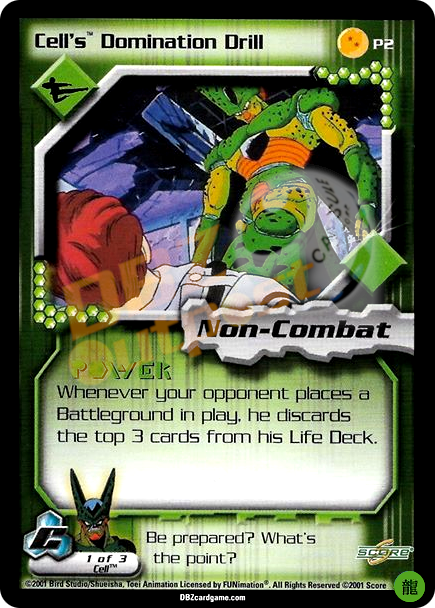 Cell's™ Domination Drill
P2
DBZ
Outpost
Non-Combat
POWER
Whenever your opponent places a
Battleground in play, he discards
the top 3 cards from his Life Deck.
1 of 3
Cell™
Be prepared? What's
the point?
SCORE
©2001 Bird Studio/Shueisha, Toei Animation Licensed by FUNimation®. All Rights Reserved ©2001 Score
DBZcardgame.com
龍